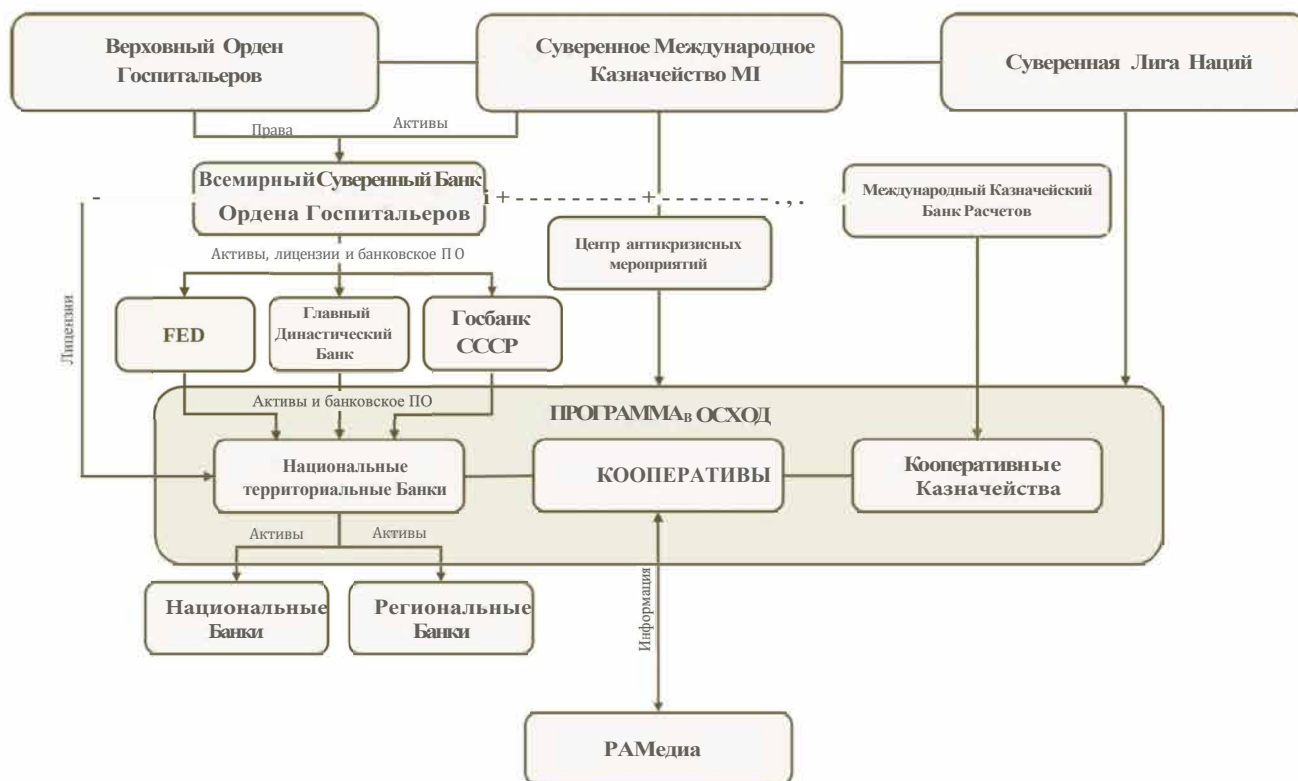 Верховный Орден
Госпитальеров
Суверенное Международное
Казначейство MI
Суверенная Лига Наций
Права
Активы
Всемирный Суверенный Банк
Ордена Госпитальеров
Международный Казначейский
Банк Расчетов
Центр антикризисных
мероприятий
Активы, лицензии и банковское ПО
Лицензии
FED
Главный
Династический
Банк
Госбанк
СССР
Активы и банковское ПО
ПРОГРАММА В ОСХОД
Национальные
территориальные Банки
КООПЕРАТИВЫ
Кооперативные
Казначейства
Активы
Активы
Национальные
Банки
Региональные
Банки
Информация
РАМедиа